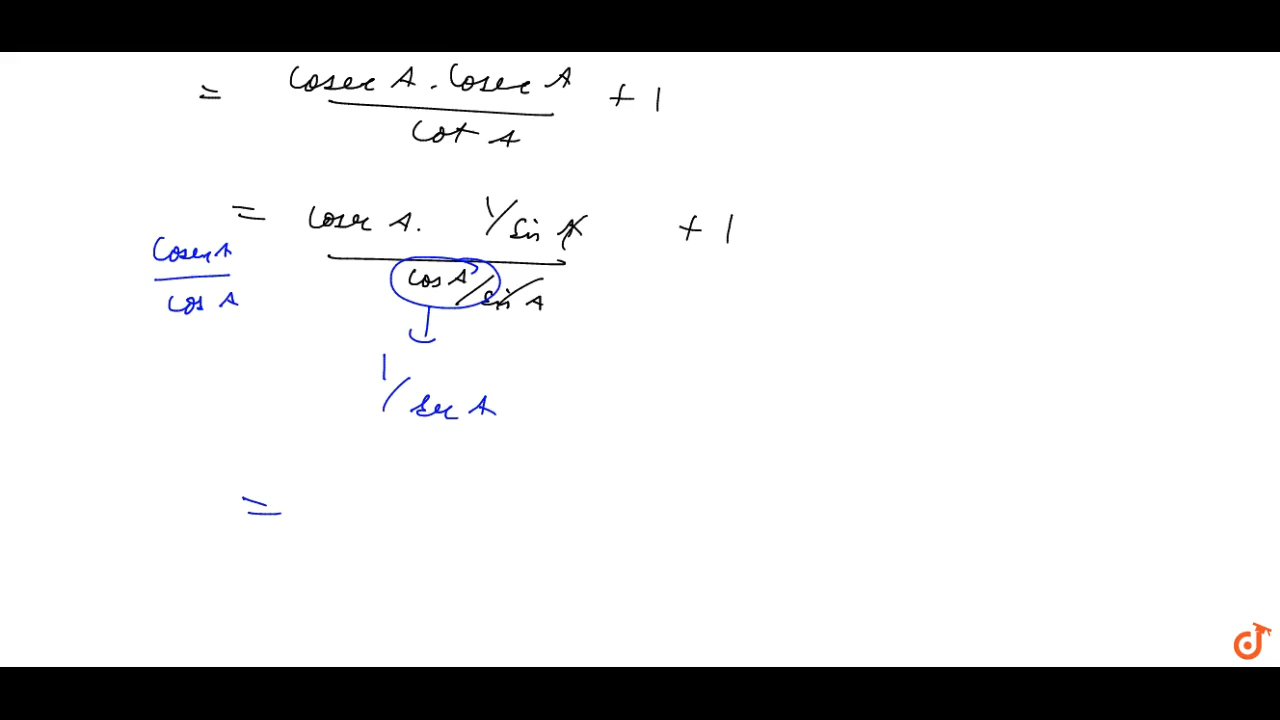 = cosec A . cosec A + 1
cot A
= cosec A . 1/sin A + 1
cosec A
cos A / sin A
cos A
1/sec A
=